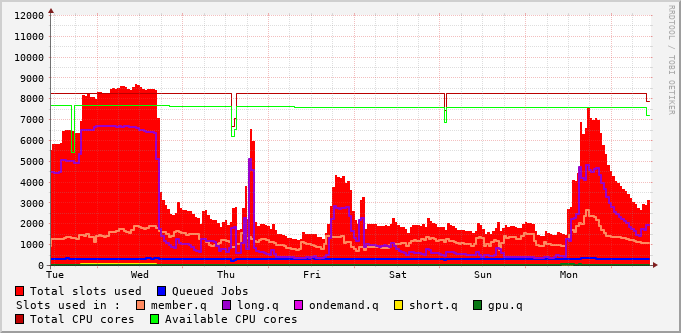 RRDTOOL / TOBI OETIKER
12000
11000
10000
9000
8000
7000
6000
5000
4000
3000
2000
1000
0
Tue Wed Thu Fri Sat Sun Mon
Total slots used Queued Jobs
Slots used in : member.q long.q ondemand.q short.q gpu.q
Total CPU cores Available CPU cores